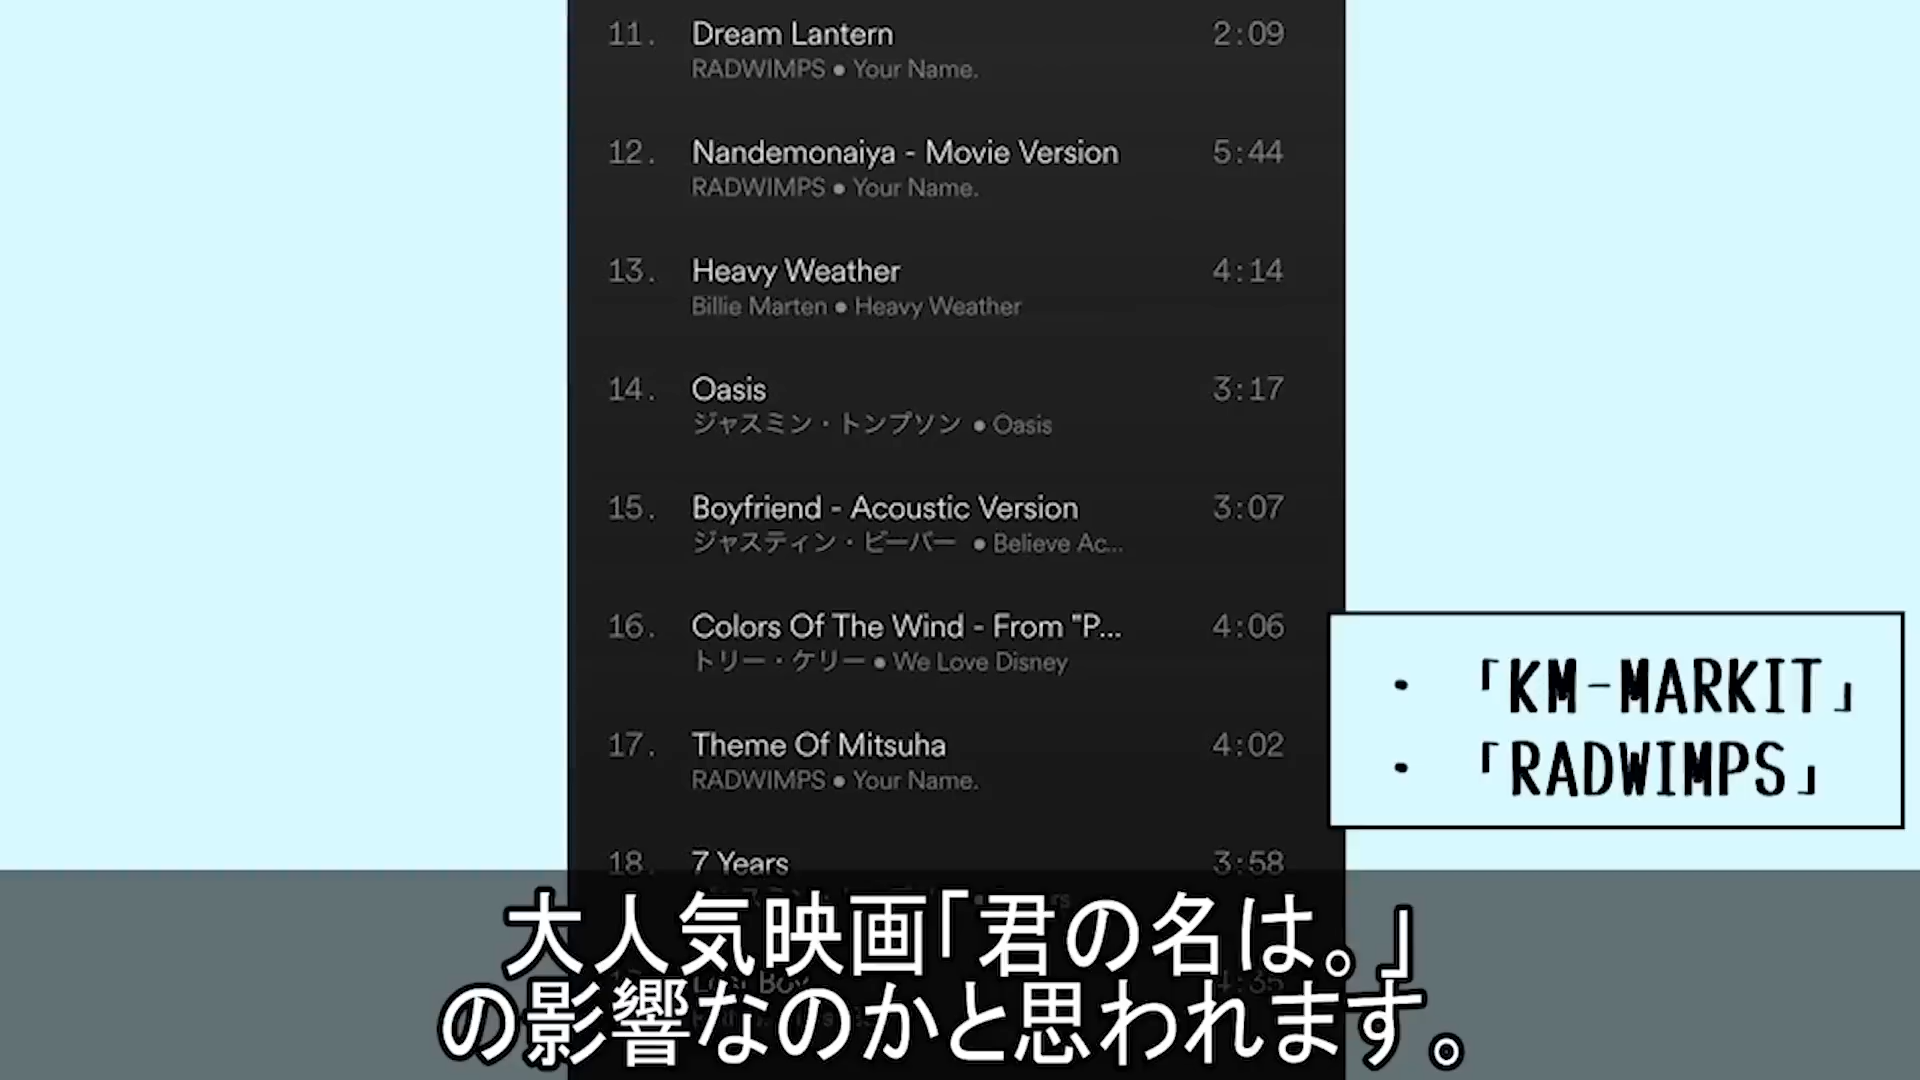 11. Dream Lantern 2:09
RADWIMPS ● Your Name.
12. Nandemonaiya - Movie Version 5:44
RADWIMPS ● Your Name.
13. Heavy Weather 4:14
Billie Marten ● Heavy Weather
14. Oasis 3:17
ジャスミン・トンプソン ● Oasis
15. Boyfriend - Acoustic Version 3:07
ジャスティン・ビーバー ● Believe Ac...
16. Colors Of The Wind - From "P... 4:06
トリー・ケリー ● We Love Disney
17. Theme Of Mitsuha 4:02
RADWIMPS ● Your Name.
18. 7 Years 3:58
Boy 4:35
・「KM-MARKIT」
・「RADWIMPS」
大人気映画「君の名は。」
の影響なのかと思われます。